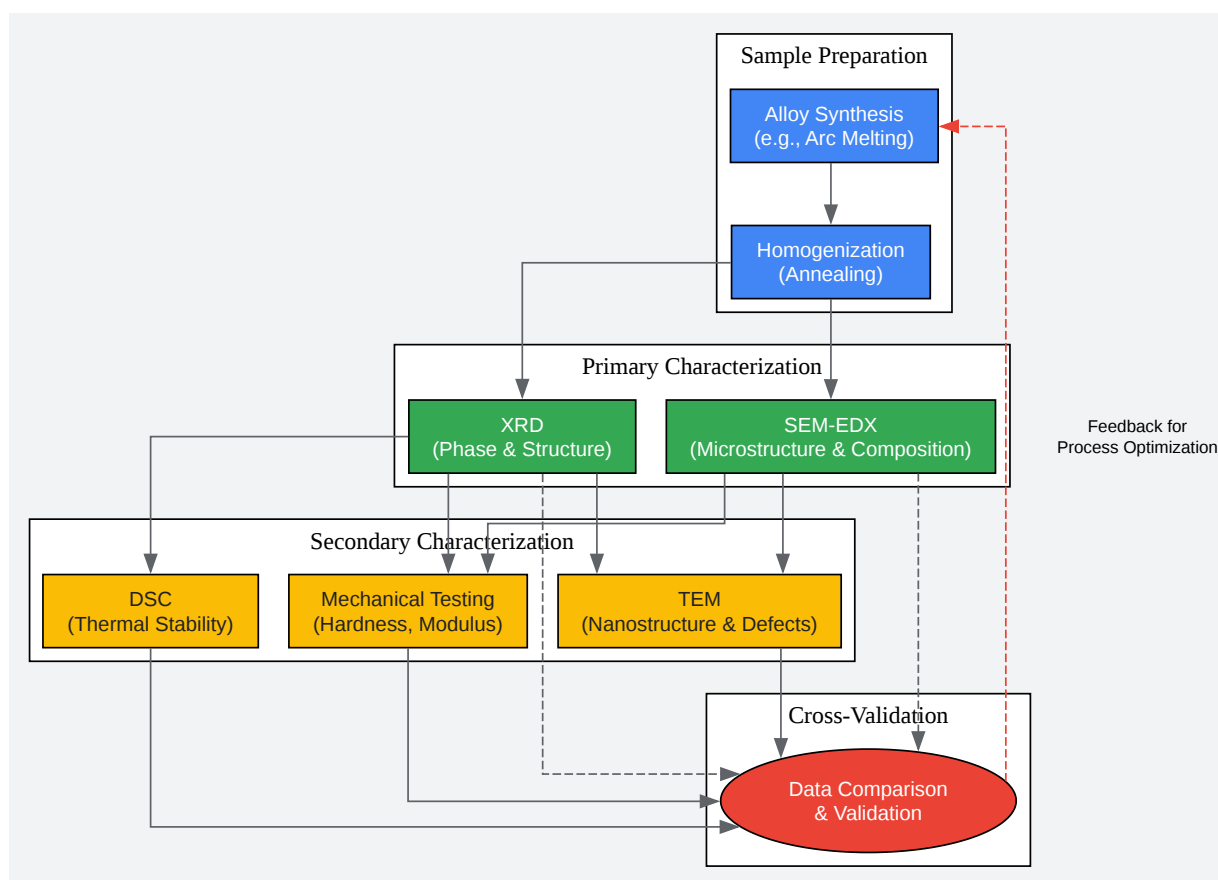 Sample Preparation
Alloy Synthesis
(e.g., Arc Melting)
Homogenization
(Annealing)
Primary Characterization
XRD
(Phase & Structure)
SEM-EDX
(Microstructure & Composition)
Feedback for
Process Optimization
Secondary Characterization
DSC
(Thermal Stability)
Mechanical Testing
(Hardness, Modulus)
TEM
(Nanostructure & Defects)
Cross-Validation
Data Comparison
& Validation